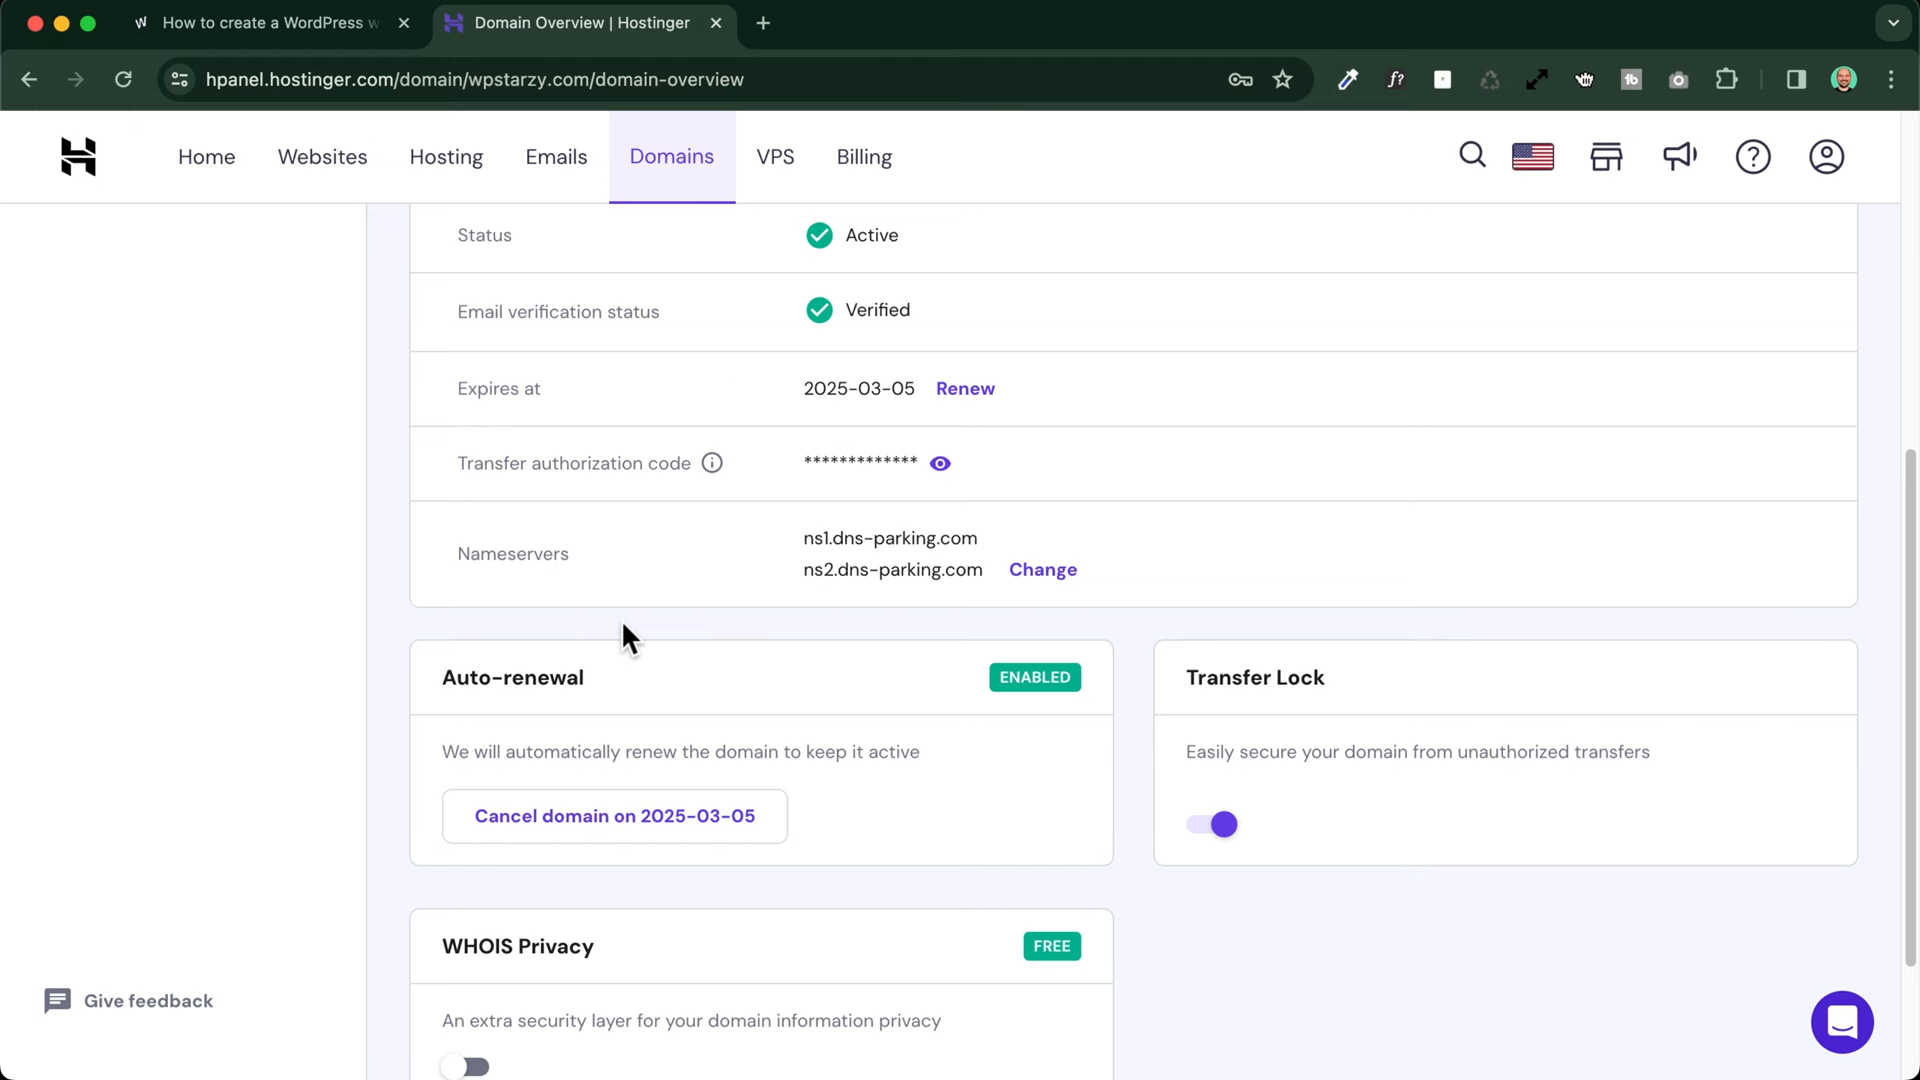 How to create a WordPress w
Domain Overview | Hostinger
hpanel.hostinger.com/domain/wpstarzy.com/domain-overview
f?
tb
Home
Websites
Hosting
Emails
Domains
VPS
Billing
Status
Active
Email verification status
Verified
Expires at
2025-03-05 Renew
Transfer authorization code
*************
Nameservers
ns1.dns-parking.com
ns2.dns-parking.com Change
Auto-renewal
ENABLED
We will automatically renew the domain to keep it active
Cancel domain on 2025-03-05
Transfer Lock
Easily secure your domain from unauthorized transfers
WHOIS Privacy
FREE
An extra security layer for your domain information privacy
Give feedback